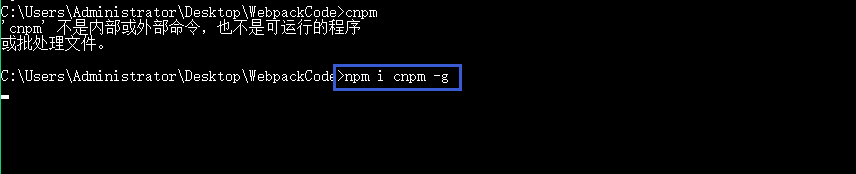 C:\Users\Administrator\Desktop\WebpackCode>cnpm
'cnpm' 不是内部或外部命令，也不是可运行的程序
或批处理文件。
C:\Users\Administrator\Desktop\WebpackCode>npm i cnpm -g